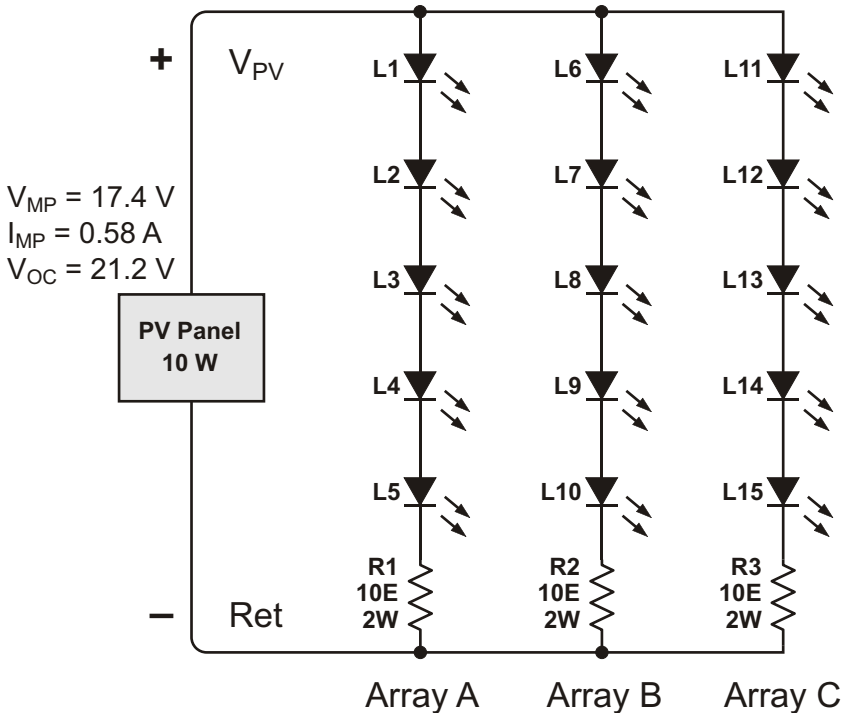 +
V_PV
V_MP = 17.4 V
I_MP = 0.58 A
V_OC = 21.2 V
PV Panel
10 W
–
Ret
L1
L2
L3
L4
L5
R1
10E
2W
Array A
L6
L7
L8
L9
L10
R2
10E
2W
Array B
L11
L12
L13
L14
L15
R3
10E
2W
Array C